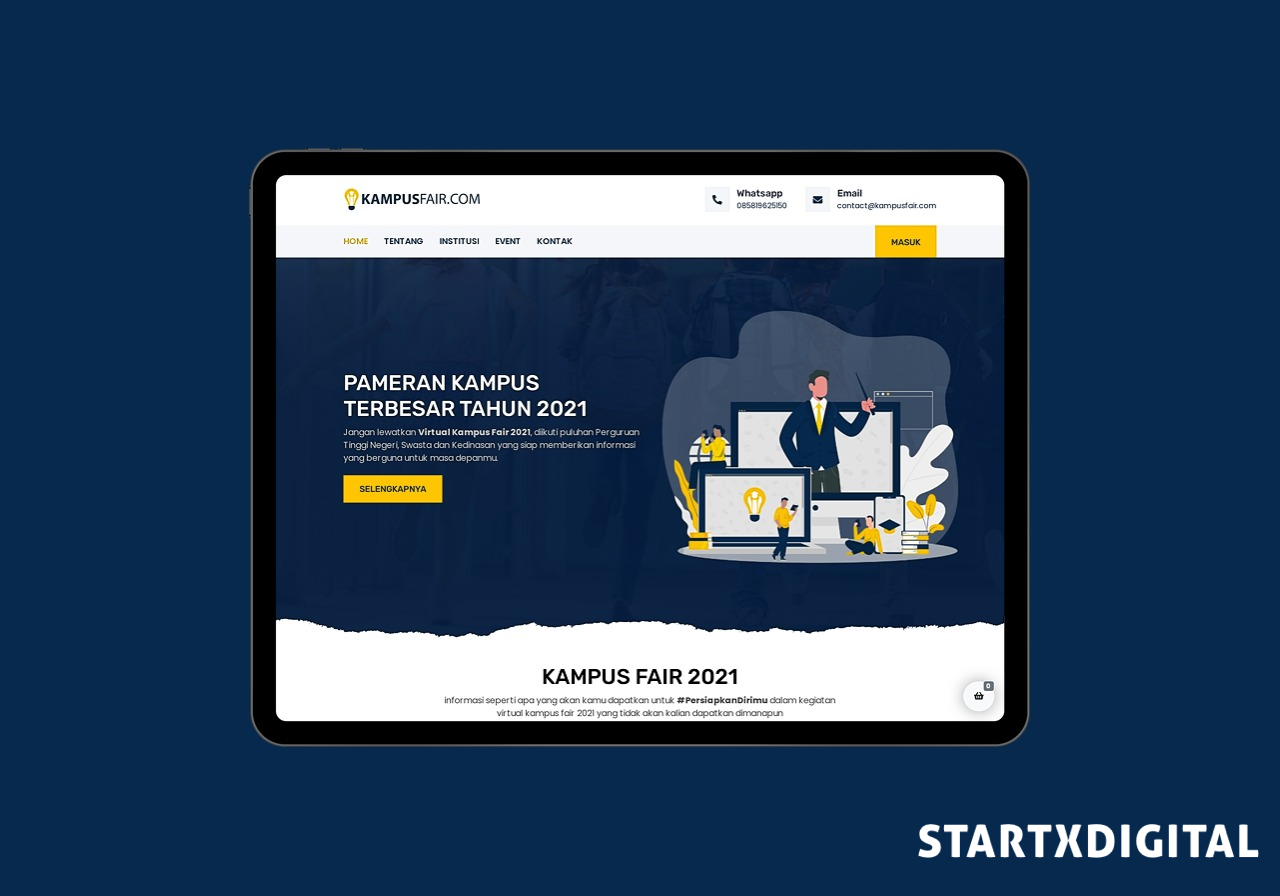 KAMPUSFAIR.COM
Whatsapp
085819625150
Email
contact@kampusfair.com
HOME TENTANG INSTITUSI EVENT KONTAK
MASUK
PAMERAN KAMPUS
TERBESAR TAHUN 2021
Jangan lewatkan Virtual Kampus Fair 2021, diikuti puluhan Perguruan
Tinggi Negeri, Swasta dan Kedinasan yang siap memberikan informasi
yang berguna untuk masa depanmu.
SELENGKAPNYA
KAMPUS FAIR 2021
informasi seperti apa yang akan kamu dapatkan untuk #PersiapkanDirimu dalam kegiatan
virtual kampus fair 2021 yang tidak akan kalian dapatkan dimanapun
0
STARTXDIGITAL